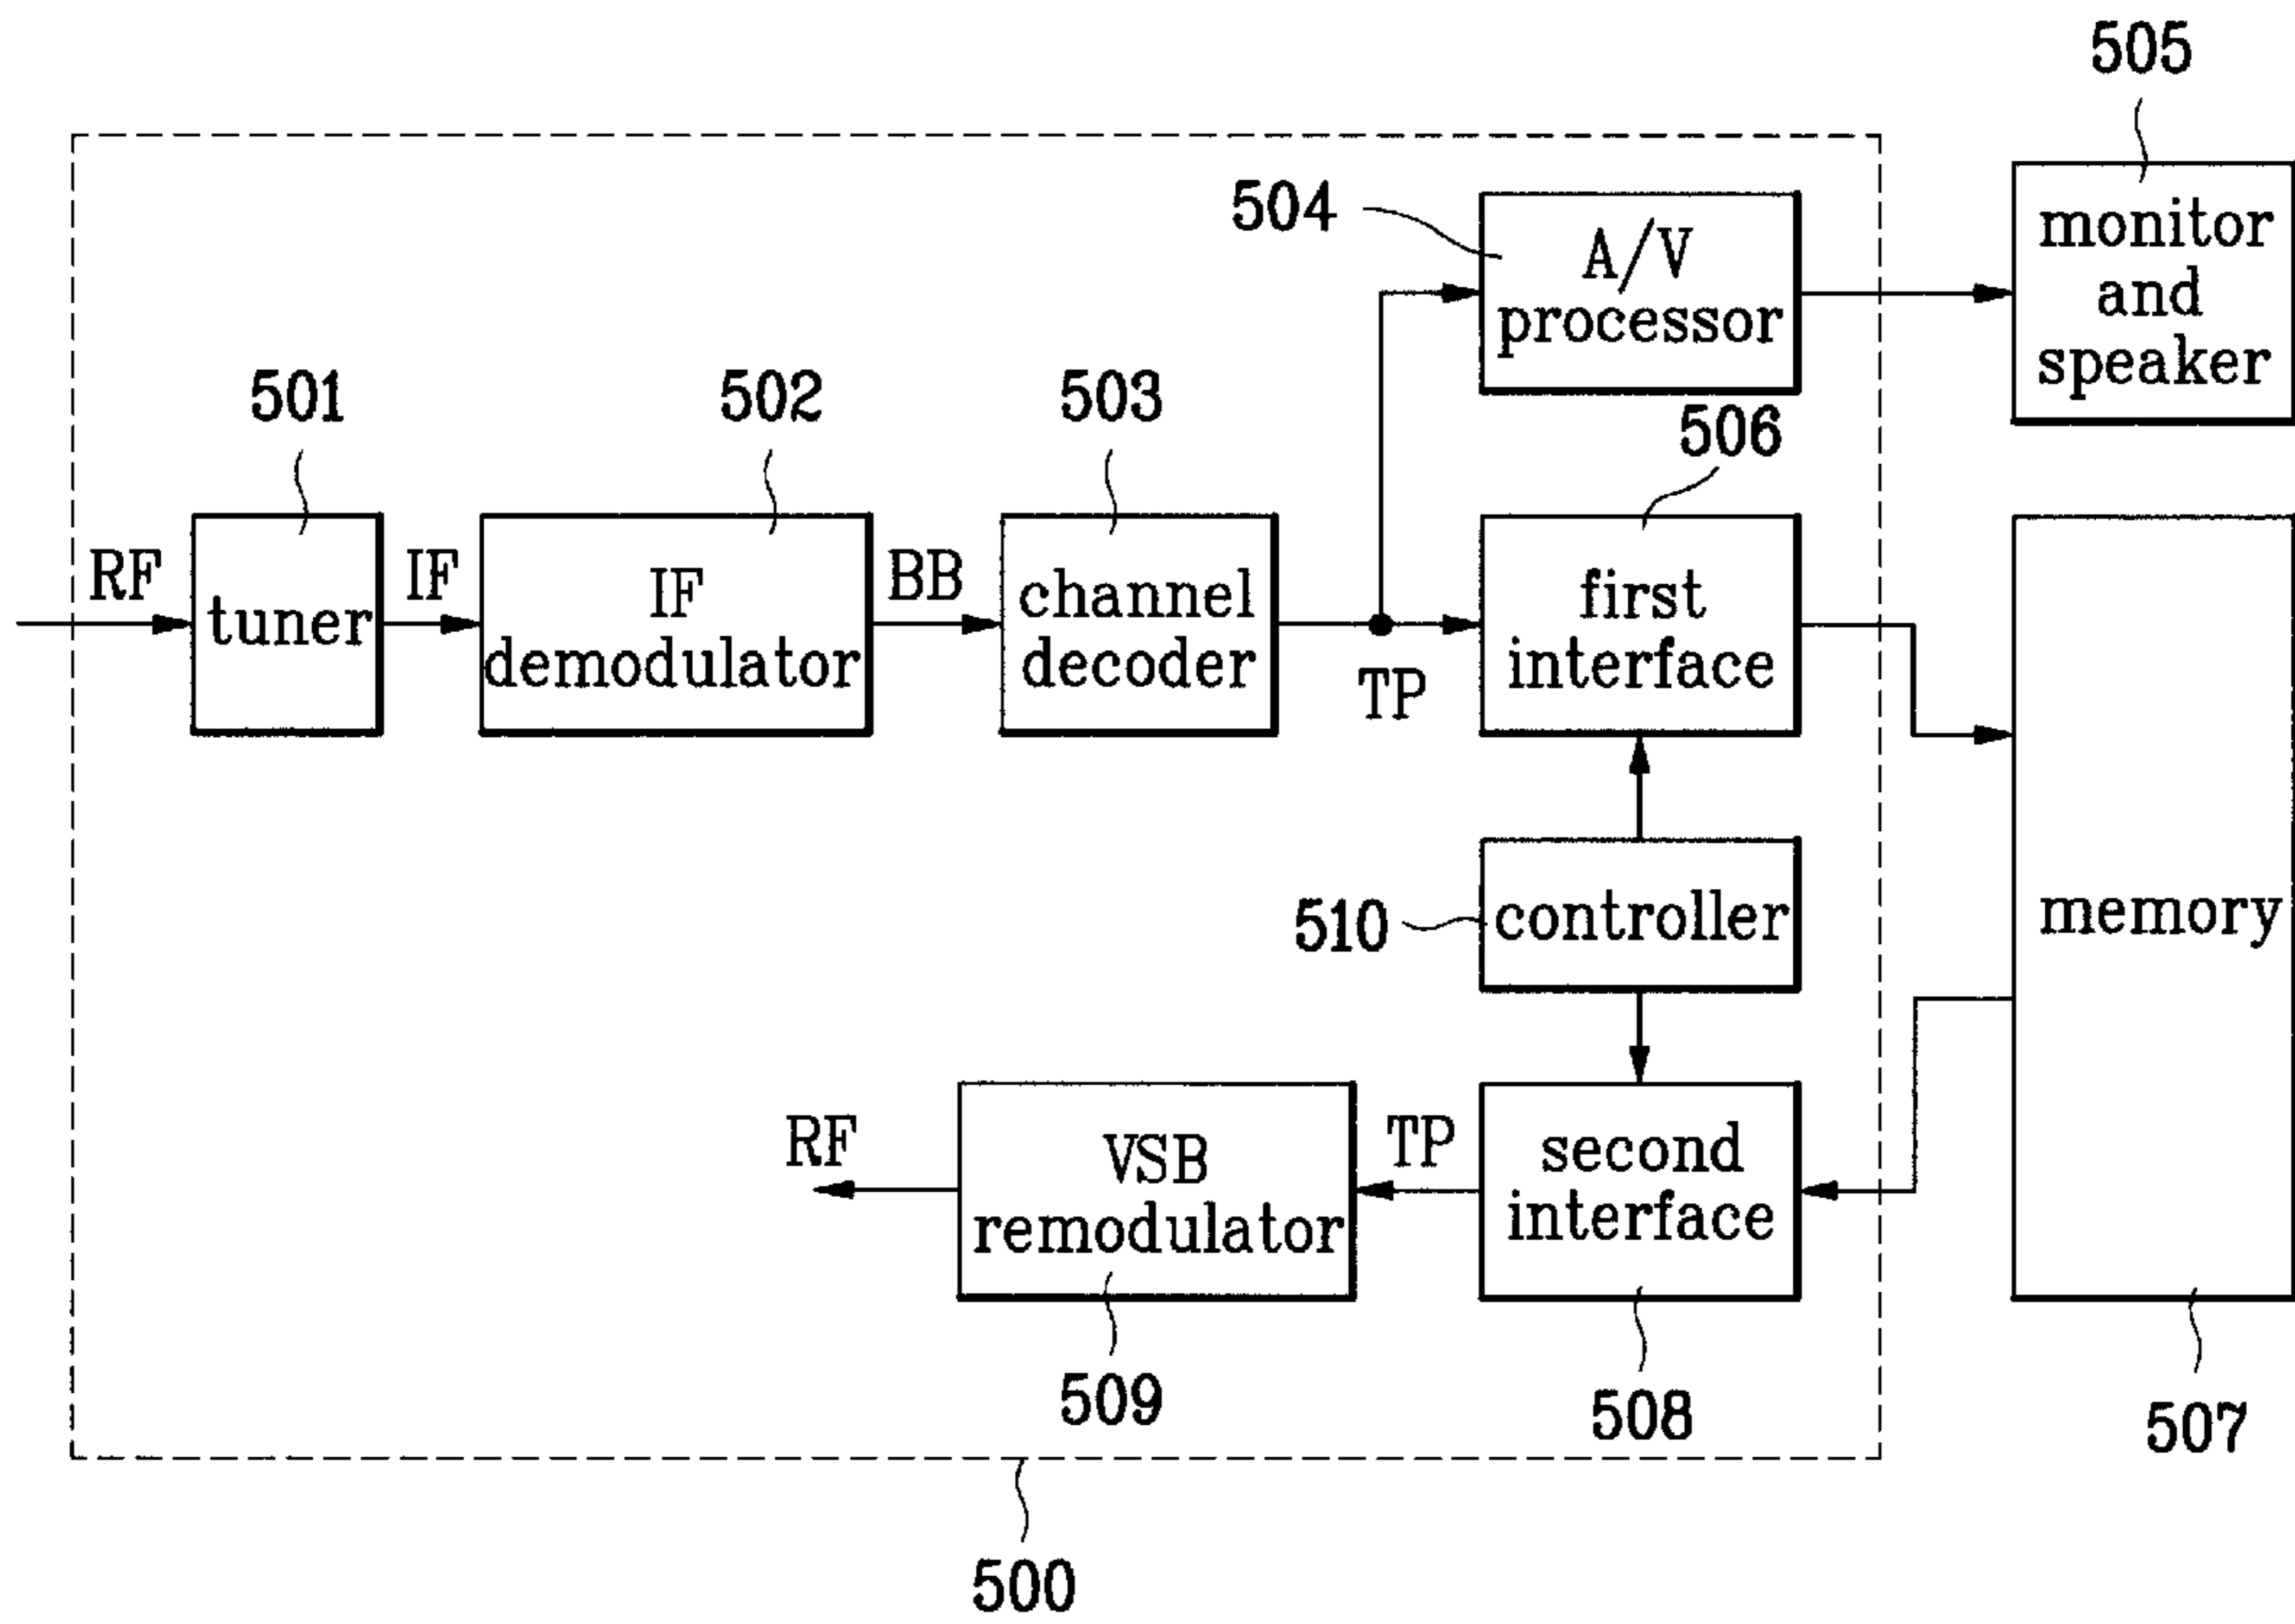 505
504
A/V
processor
monitor
and
speaker
501
502
503
506
RF
tuner
IF
IF
demodulator
BB
channel
decoder
TP
first
interface
510
controller
memory
RF
VSB
remodulator
TP
second
interface
509
508
507
500